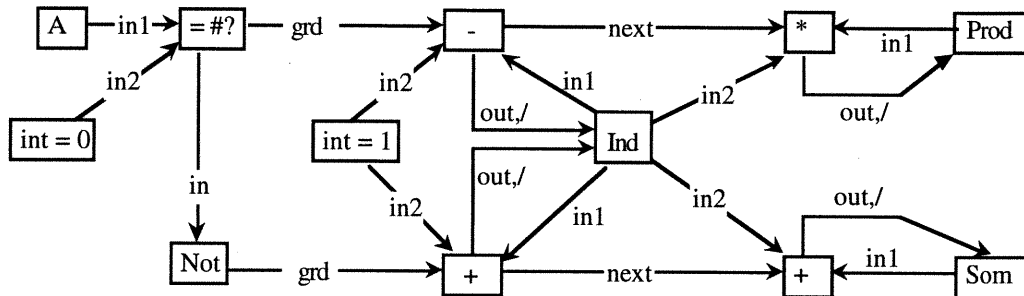 A
in1
= #?
grd
-
next
*
in1
Prod
in2
in2
in1
in2
out,/
out,/
int = 0
int = 1
Ind
in
out,/
in2
in1
in2
out,/
Not
grd
+
next
+
in1
Som